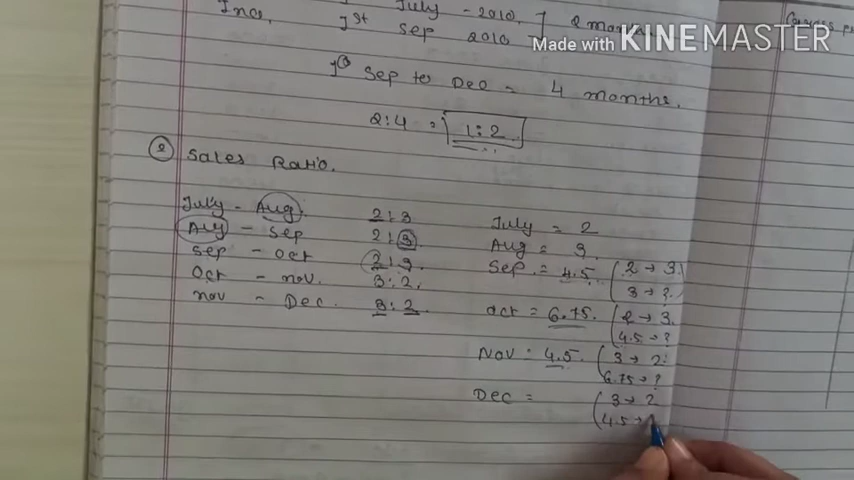 July - 2010
Inco.
1st Sep 2010
2 mon
Made with KINEMASTER
1st Sep to Dec = 4 months.
2:4 = 1:2
② Sales Ratio.
July - Aug. 2:3
Aug - Sep 2:3
Sep - Oct 2:3
Oct - nov. 3:2.
nov - Dec. 3:2
July = 2
Aug = 3.
Sep. = 4.5 (2 → 3.
3 → ?
Oct = 6.75. (2 → 3.
4.5 → ?
Nov = 4.5. (3 → 2.
6.75 → ?
Dec = (3 → 2
4.5 →